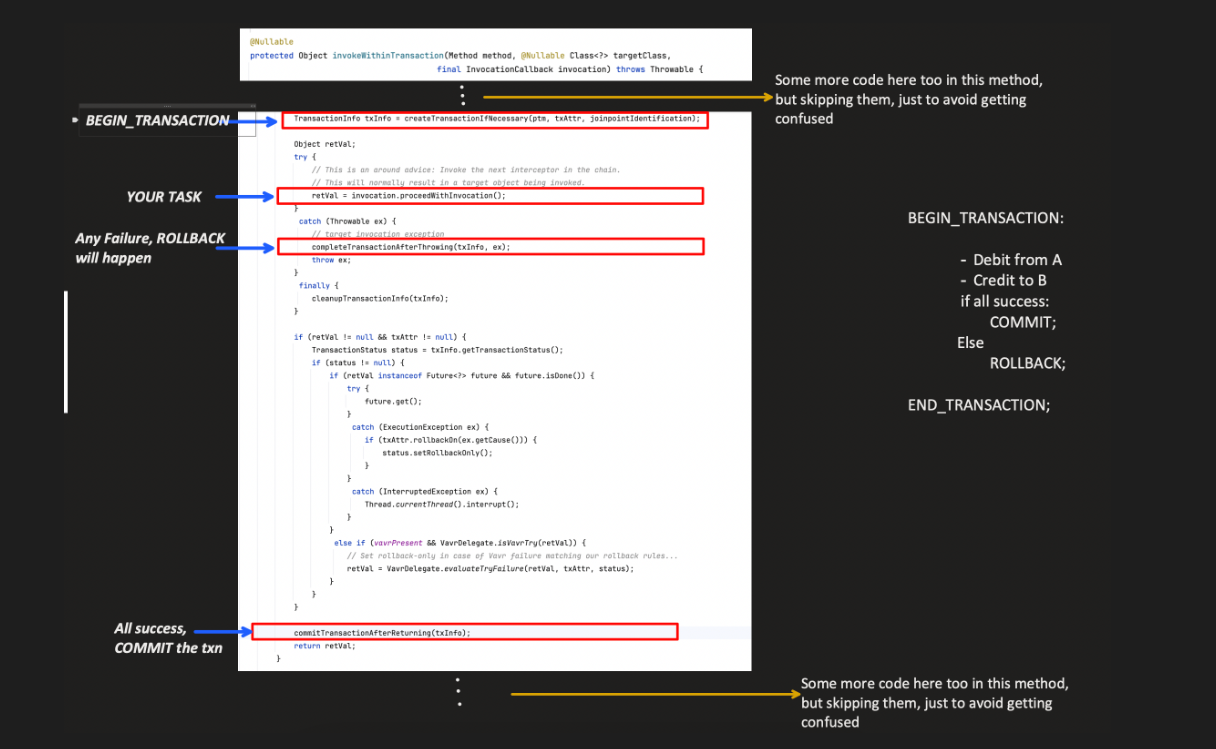 @Nullable
protected Object invokeWithinTransaction(Method method, @Nullable Class<?> targetClass,
final InvocationCallback invocation) throws Throwable {
Some more code here too in this method,
but skipping them, just to avoid getting
confused
BEGIN_TRANSACTION
TransactionInfo txInfo = createTransactionIfNecessary(ptm, txAttr, joinpointIdentification);
Object retVal;
try {
// This is an around advice: Invoke the next interceptor in the chain.
// This will normally result in a target object being invoked.
YOUR TASK
retVal = invocation.proceedWithInvocation();
}
catch (Throwable ex) {
// target invocation exception
Any Failure, ROLLBACK
will happen
completeTransactionAfterThrowing(txInfo, ex);
throw ex;
}
finally {
cleanupTransactionInfo(txInfo);
}
if (retVal != null && txAttr != null) {
TransactionStatus status = txInfo.getTransactionStatus();
if (status != null) {
if (retVal instanceof Future<?> future && future.isDone()) {
try {
future.get();
}
catch (ExecutionException ex) {
if (txAttr.rollbackOn(ex.getCause())) {
status.setRollbackOnly();
}
}
catch (InterruptedException ex) {
Thread.currentThread().interrupt();
}
}
else if (vavrPresent && VavrDelegate.isVavrTry(retVal)) {
// Set rollback-only in case of Vavr failure matching our rollback rules...
retVal = VavrDelegate.evaluateTryFailure(retVal, txAttr, status);
}
}
}
All success,
COMMIT the txn
commitTransactionAfterReturning(txInfo);
return retVal;
}
BEGIN_TRANSACTION:
- Debit from A
- Credit to B
if all success:
COMMIT;
Else
ROLLBACK;
END_TRANSACTION;
Some more code here too in this method,
but skipping them, just to avoid getting
confused